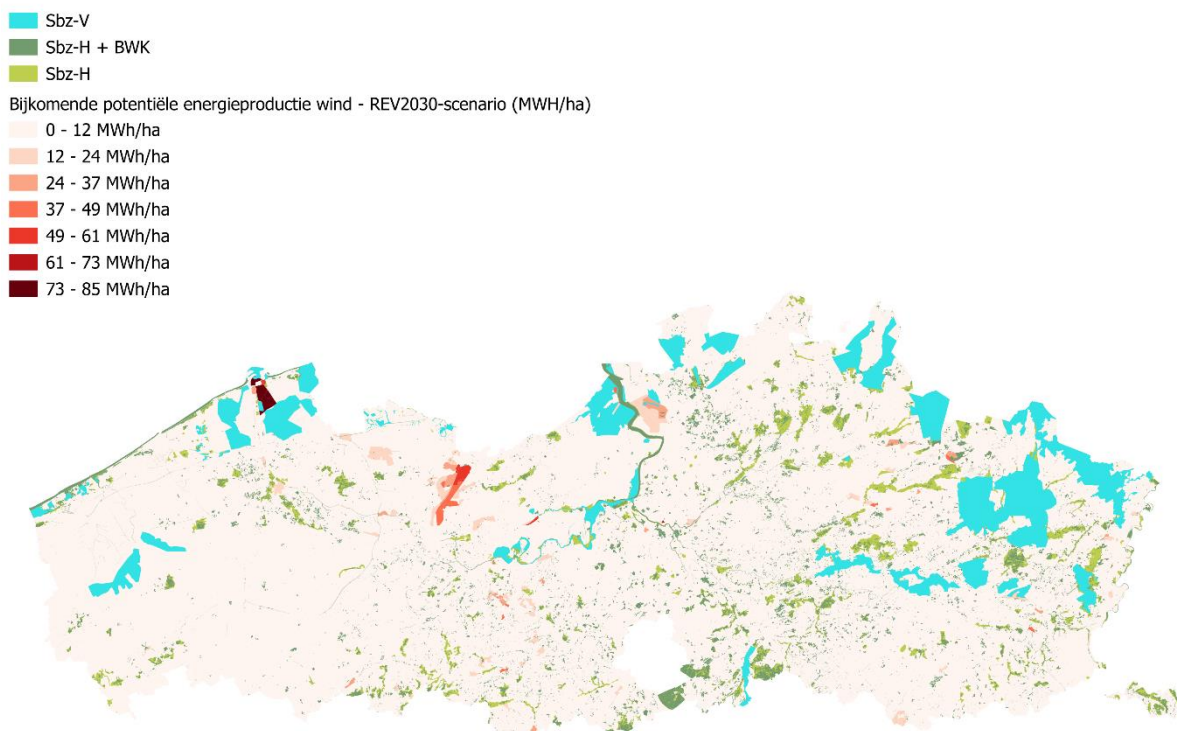 Sbz-V
Sbz-H + BWK
Sbz-H
Bijkomende potentiële energieproductie wind - REV2030-scenario (MWH/ha)
0 - 12 MWh/ha
12 - 24 MWh/ha
24 - 37 MWh/ha
37 - 49 MWh/ha
49 - 61 MWh/ha
61 - 73 MWh/ha
73 - 85 MWh/ha